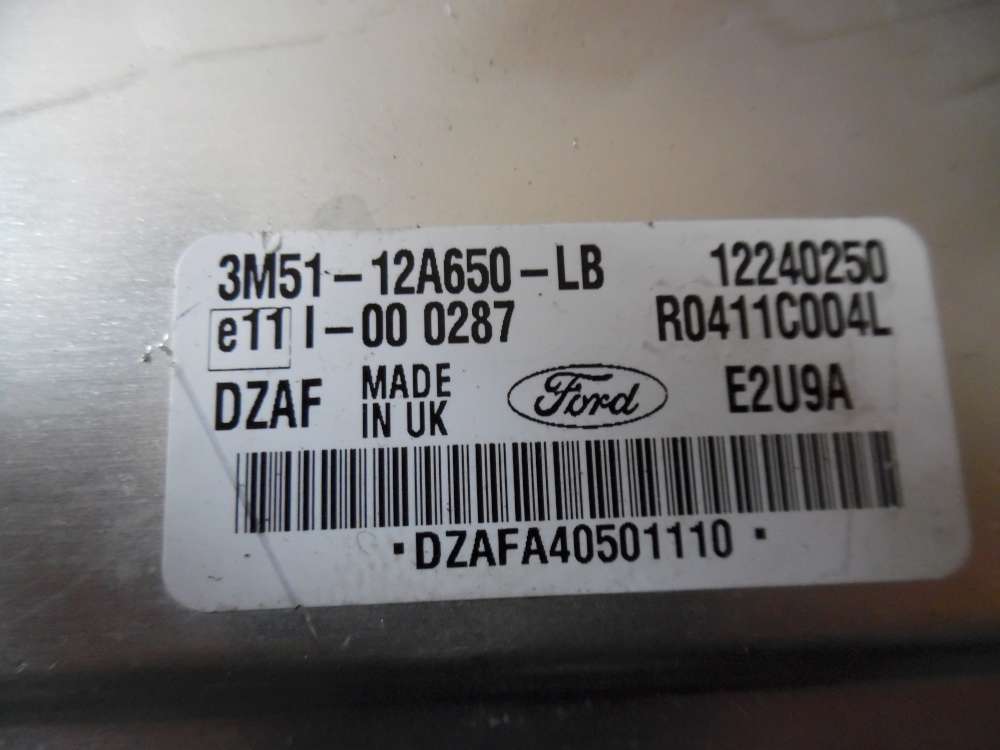 3M51-12A650-LB 12240250
e11 I-00 0287 R0411C004L
DZAF MADE IN UK Ford E2U9A
·DZAFA40501110·